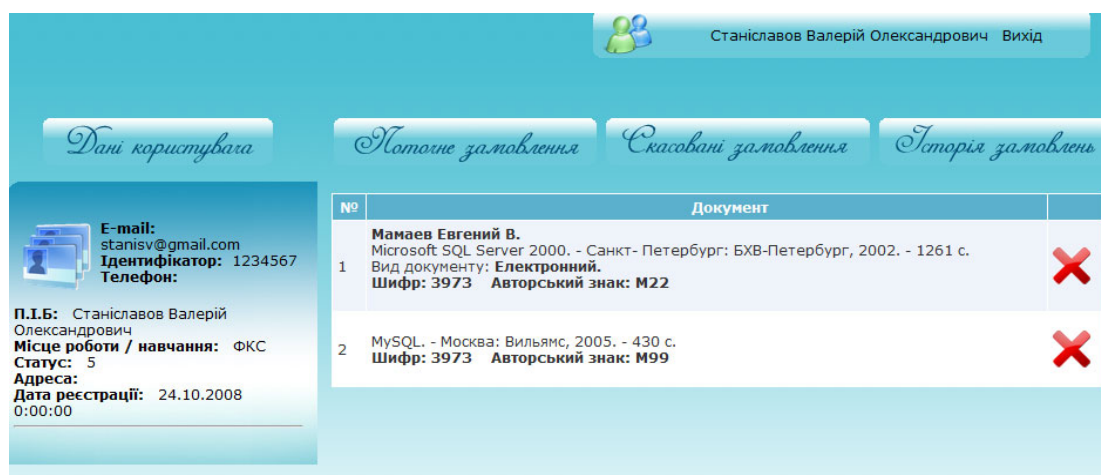 Станіславов Валерій Олександрович Вихід
Дані користувача
Поточне замовлення
Скасовані замовлення
Історія замовлень
E-mail:
stanisv@gmail.com
Ідентифікатор: 1234567
Телефон:
П.І.Б: Станіславов Валерій
Олександрович
Місце роботи / навчання: ФКС
Статус: 5
Адреса:
Дата реєстрації: 24.10.2008
0:00:00
№ Документ
1
Мамаев Евгений В.
Microsoft SQL Server 2000. - Санкт- Петербург: БХВ-Петербург, 2002. - 1261 с.
Вид документу: Електронний.
Шифр: 3973 Авторський знак: М22
2
MySQL. - Москва: Вильямс, 2005. - 430 с.
Шифр: 3973 Авторський знак: М99